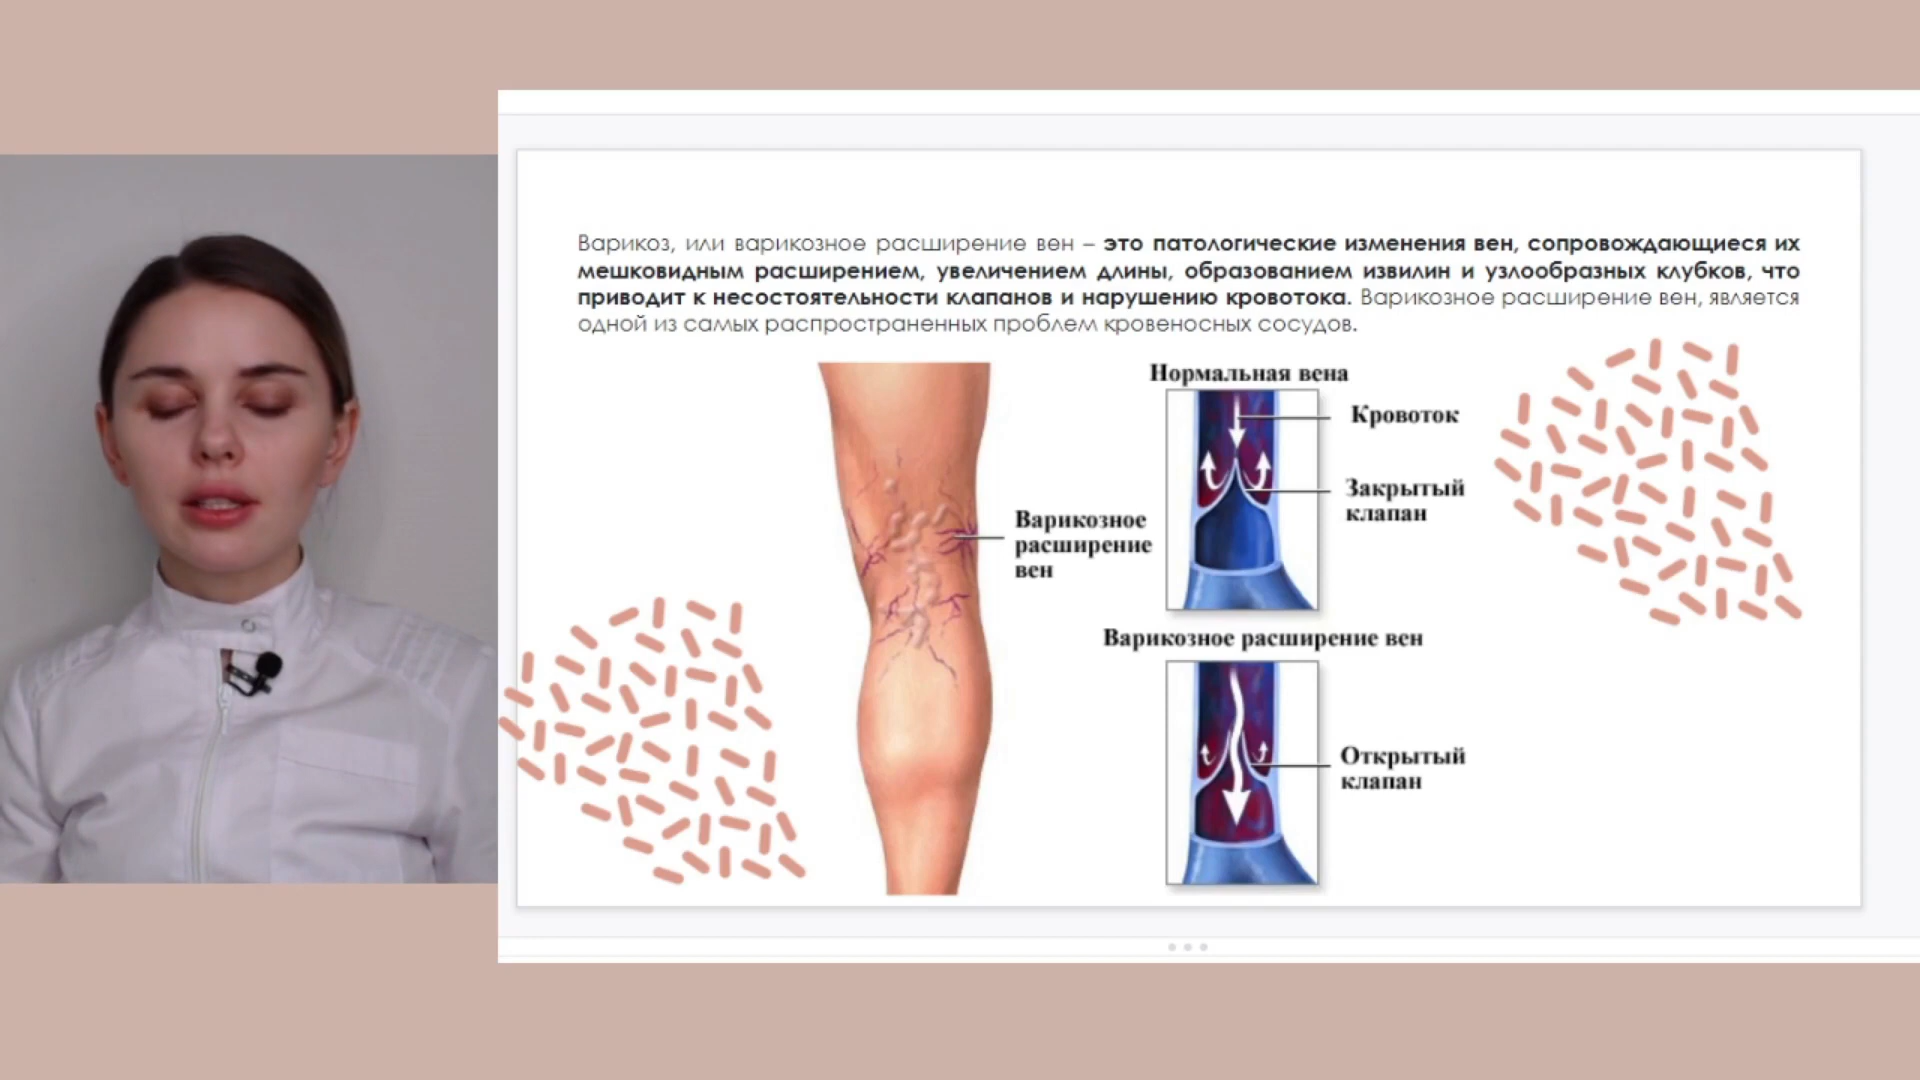 Варикоз, или варикозное расширение вен – это патологические изменения вен, сопровождающиеся их
мешковидным расширением, увеличением длины, образованием извилин и узлообразных клубков, что
приводит к несостоятельности клапанов и нарушению кровотока. Варикозное расширение вен, является
одной из самых распространенных проблем кровеносных сосудов.
Нормальная вена
Кровоток
Закрытый
клапан
Варикозное
расширение
вен
Варикозное расширение вен
Открытый
клапан